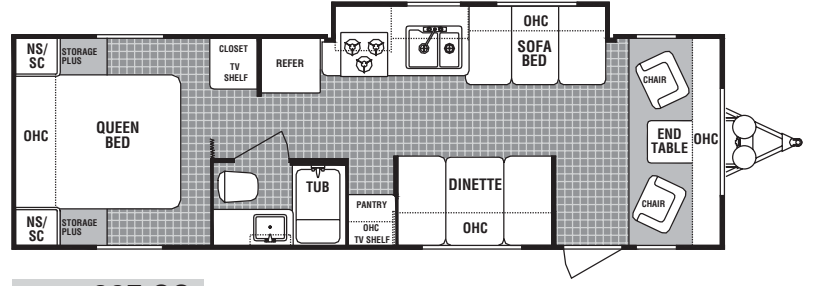 NS/
SC
STORAGE
PLUS
OHC
QUEEN
BED
NS/
SC
STORAGE
PLUS
CLOSET
TV
SHELF
REFER
TUB
PANTRY
OHC
TV SHELF
OHC
SOFA
BED
DINETTE
OHC
CHAIR
END
TABLE
OHC
CHAIR